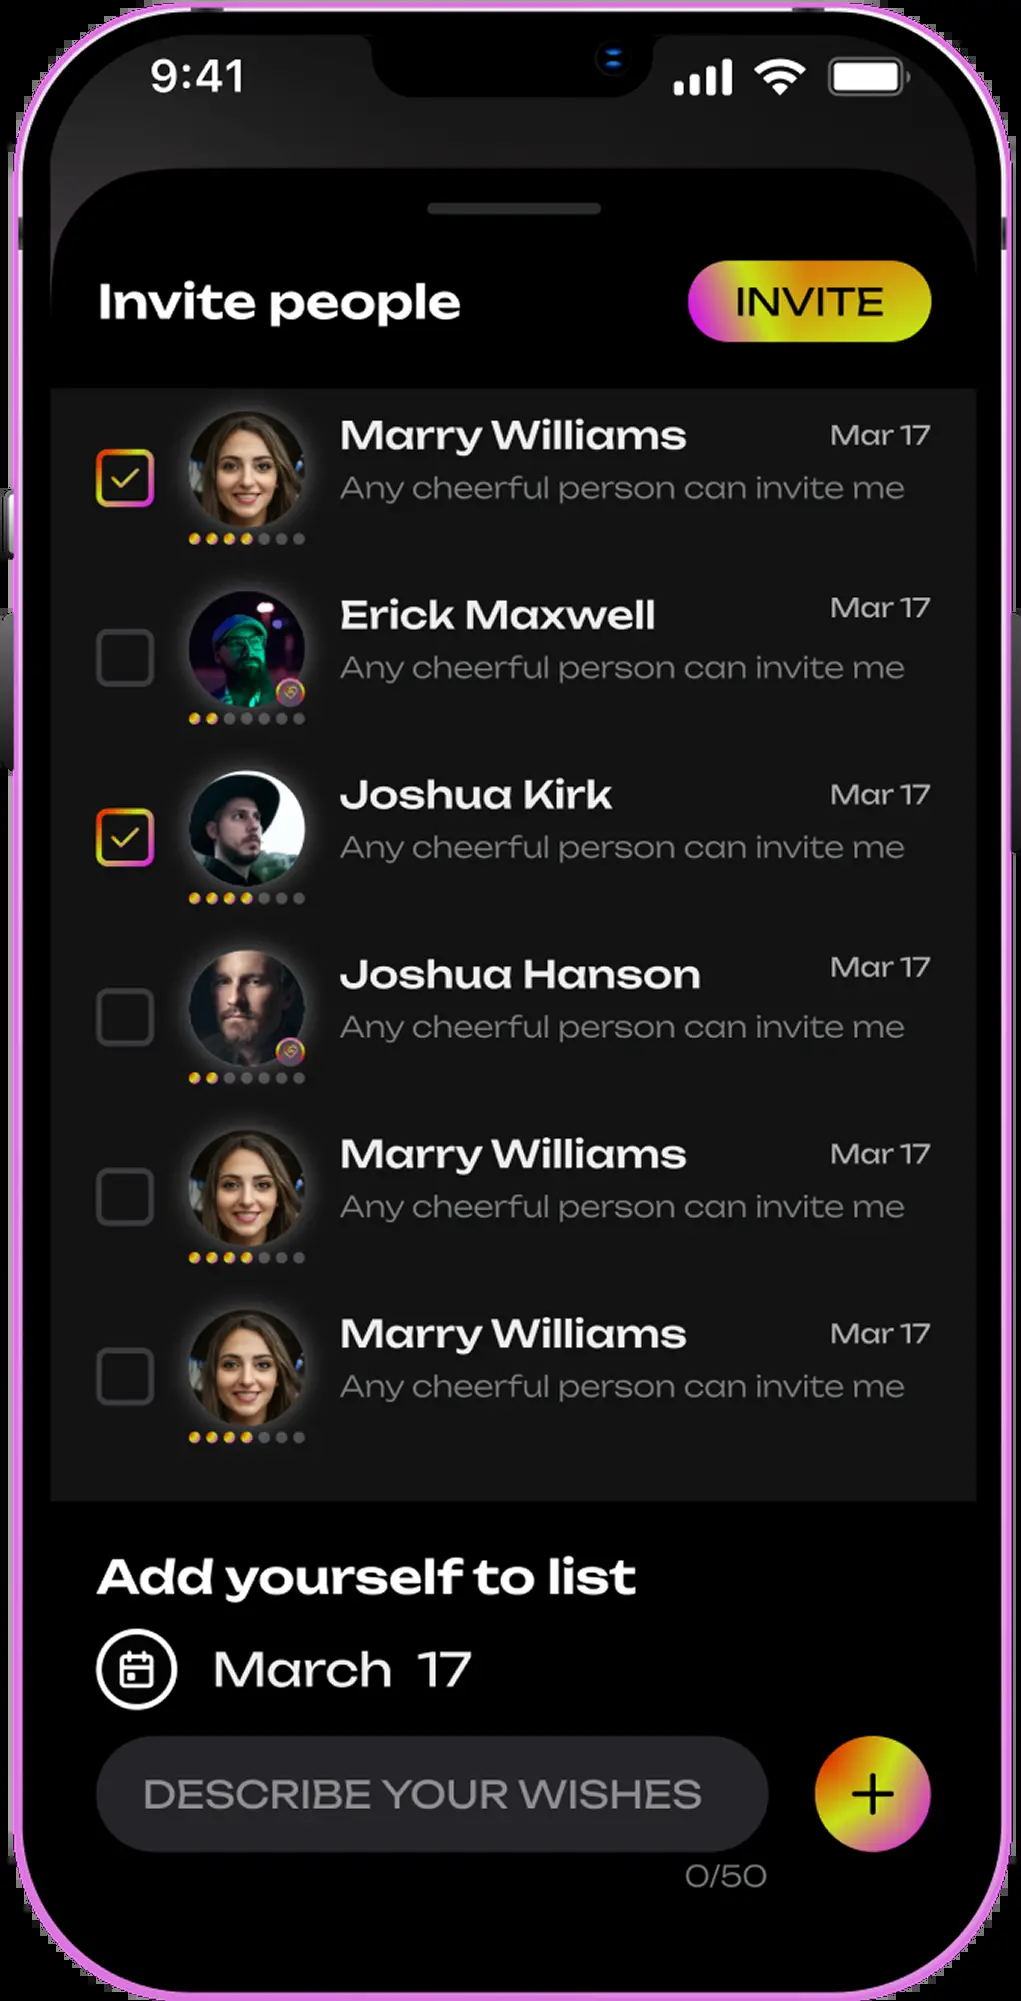 9:41
Invite people
INVITE
Marry Williams
Mar 17
Any cheerful person can invite me
Erick Maxwell
Mar 17
Any cheerful person can invite me
Joshua Kirk
Mar 17
Any cheerful person can invite me
Joshua Hanson
Mar 17
Any cheerful person can invite me
Marry Williams
Mar 17
Any cheerful person can invite me
Marry Williams
Mar 17
Any cheerful person can invite me
Add yourself to list
March 17
DESCRIBE YOUR WISHES
0/50